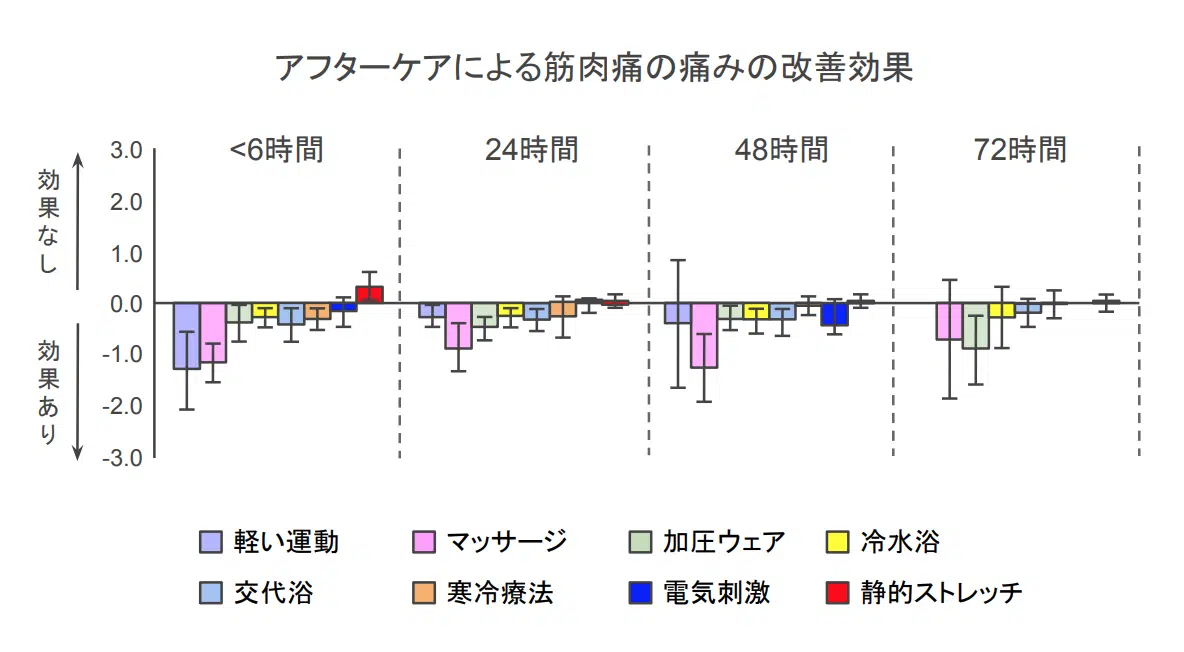 アフターケアによる筋肉痛の痛みの改善効果
<6時間
24時間
48時間
72時間
効果なし
効果あり
3.0
2.0
1.0
0.0
-1.0
-2.0
-3.0
軽い運動
マッサージ
加圧ウェア
冷水浴
交代浴
寒冷療法
電気刺激
静的ストレッチ